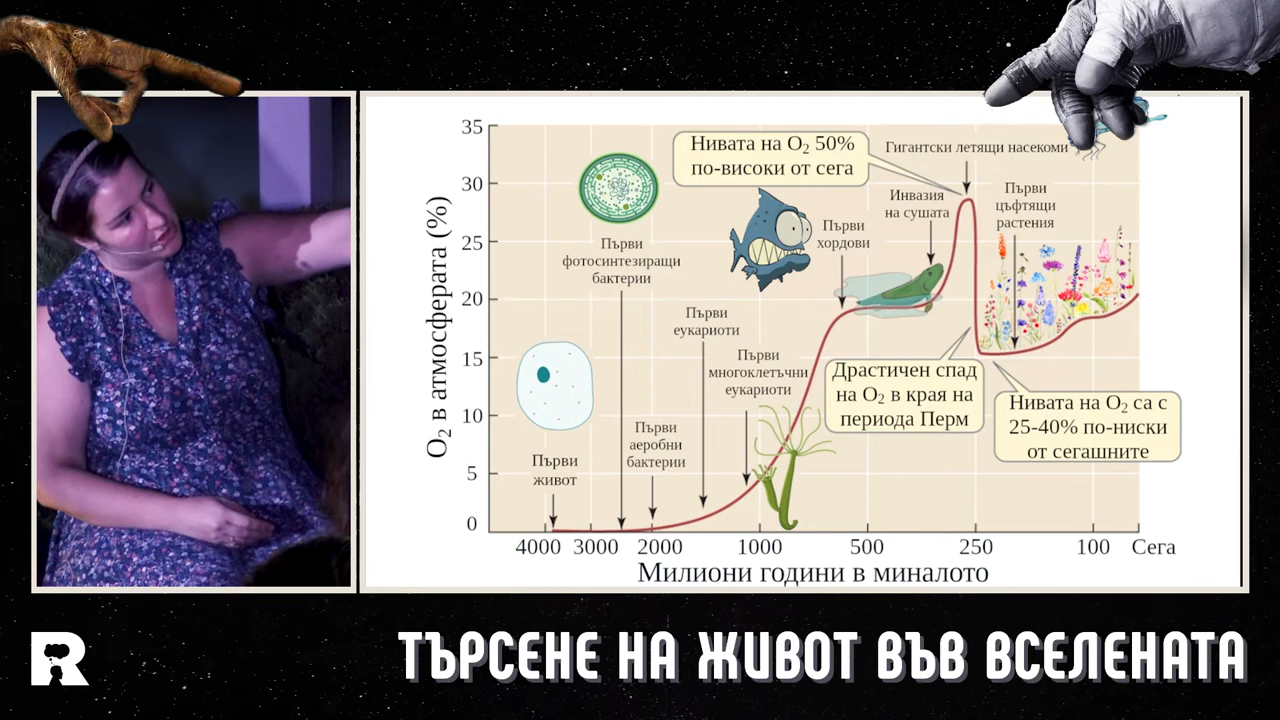 35
30
25
20
15
10
5
0
O₂ в атмосферата (%)
Нивата на O₂ 50%
по-високи от сега
Гигантски летящи насекоми
Първи
цъфтящи
растения
Инвазия
на сушата
Първи
хордови
Първи
фотосинтезиращи
бактерии
Първи
еукариоти
Първи
многоклетъчни
еукариоти
Първи
аеробни
бактерии
Първи
живот
Драстичен спад
на O₂ в края на
периода Перм
Нивата на O₂ са с
25-40% по-ниски
от сегашните
4000 3000 2000 1000 500 250 100 Сега
Милиони години в миналото
R
ТЪРСЕНЕ НА ЖИВОТ ВЪВ ВСЕЛЕНАТА